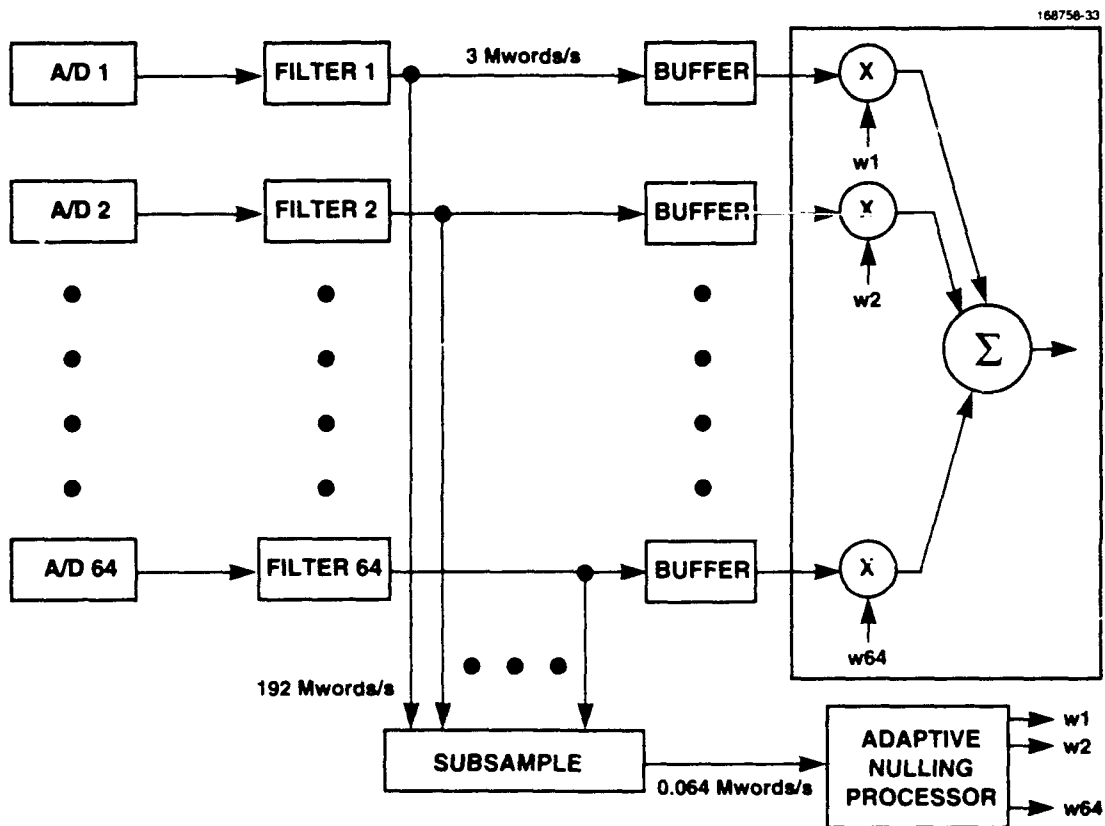 168758-33
A/D 1
FILTER 1
3 Mwords/s
BUFFER
X
w1
A/D 2
FILTER 2
BUFFER
X
w2
Σ
A/D 64
FILTER 64
BUFFER
X
w64
192 Mwords/s
SUBSAMPLE
0.064 Mwords/s
ADAPTIVE
NULLING
PROCESSOR
w1
w2
w64